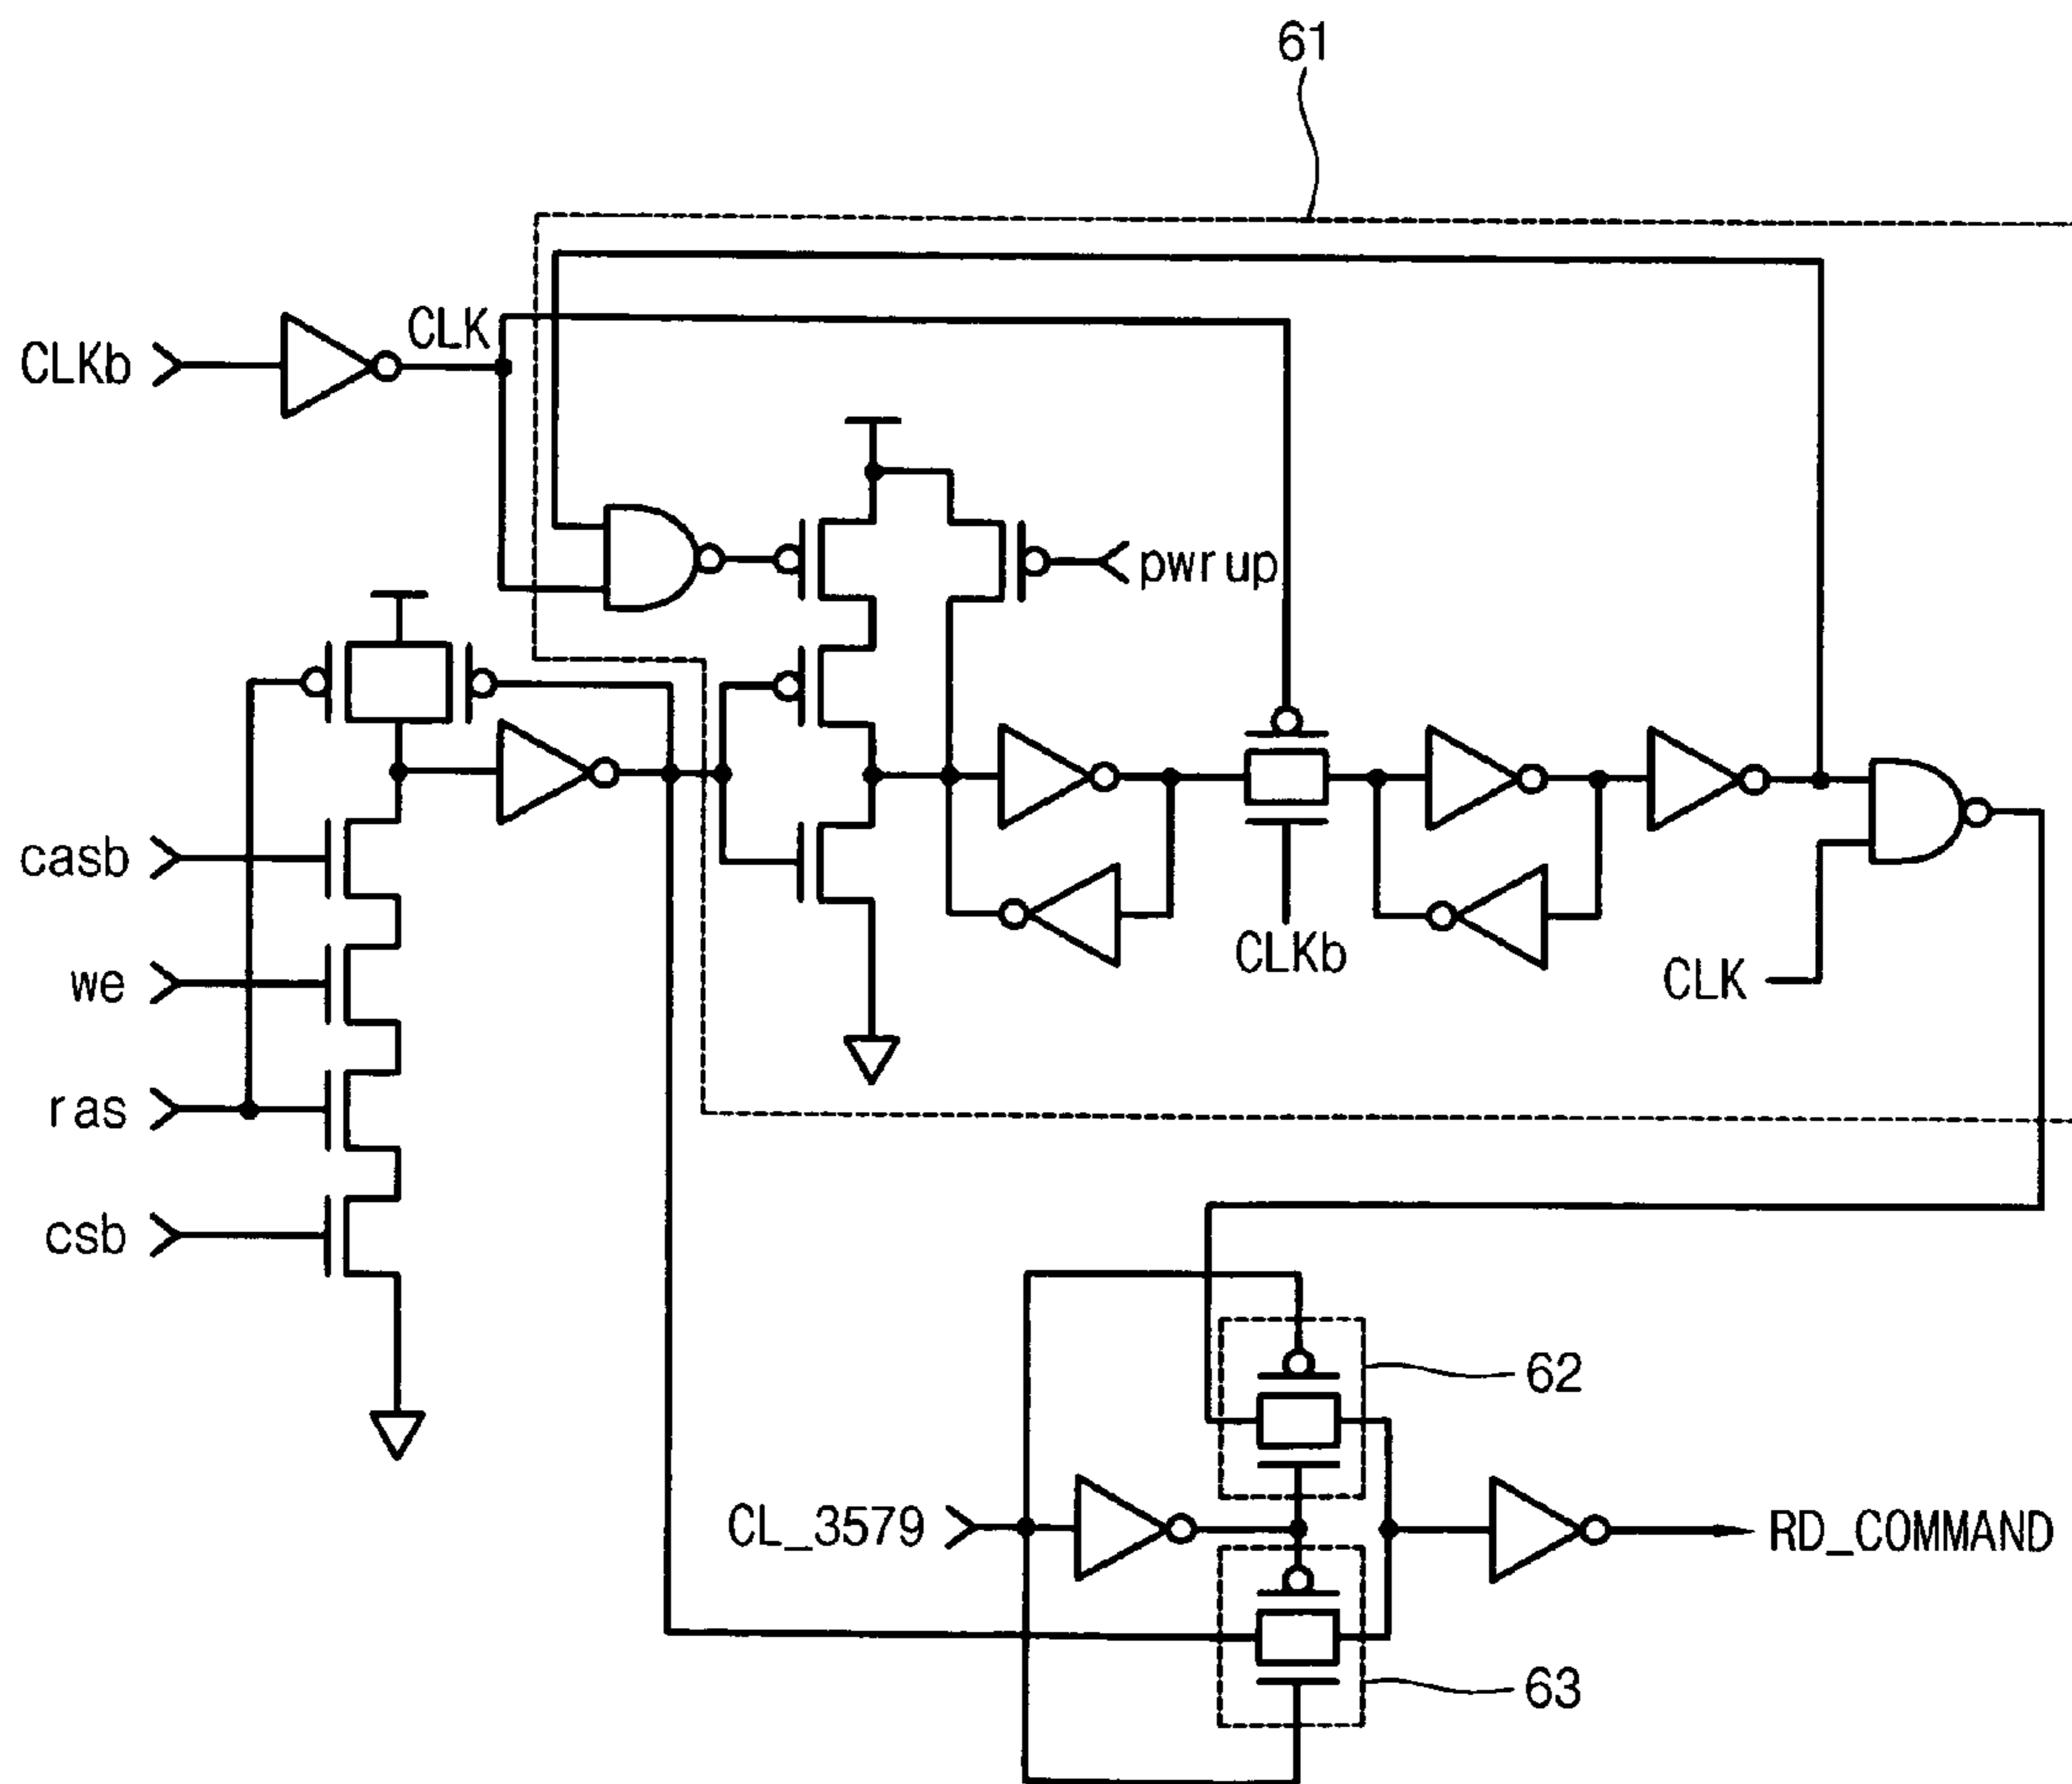 61
CLKb
CLK
pwrup
casb
we
CLKb
CLK
ras
csb
62
CL_3579
RD_COMMAND
63